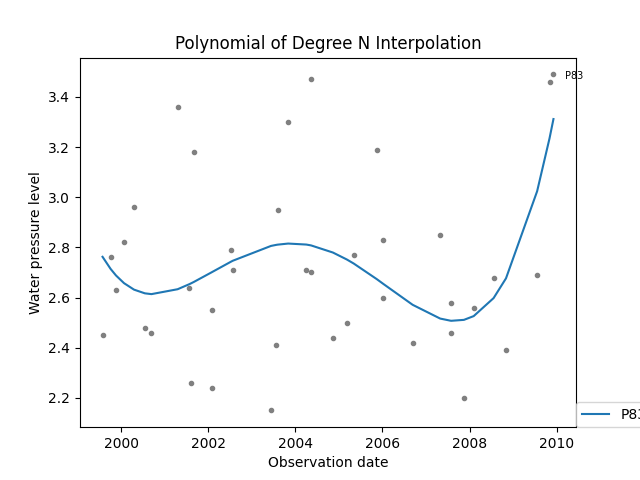 Polynomial of Degree N Interpolation
P83
3.4
3.2
3.0
2.8
2.6
2.4
2.2
Water pressure level
2000 2002 2004 2006 2008 2010
Observation date
P83